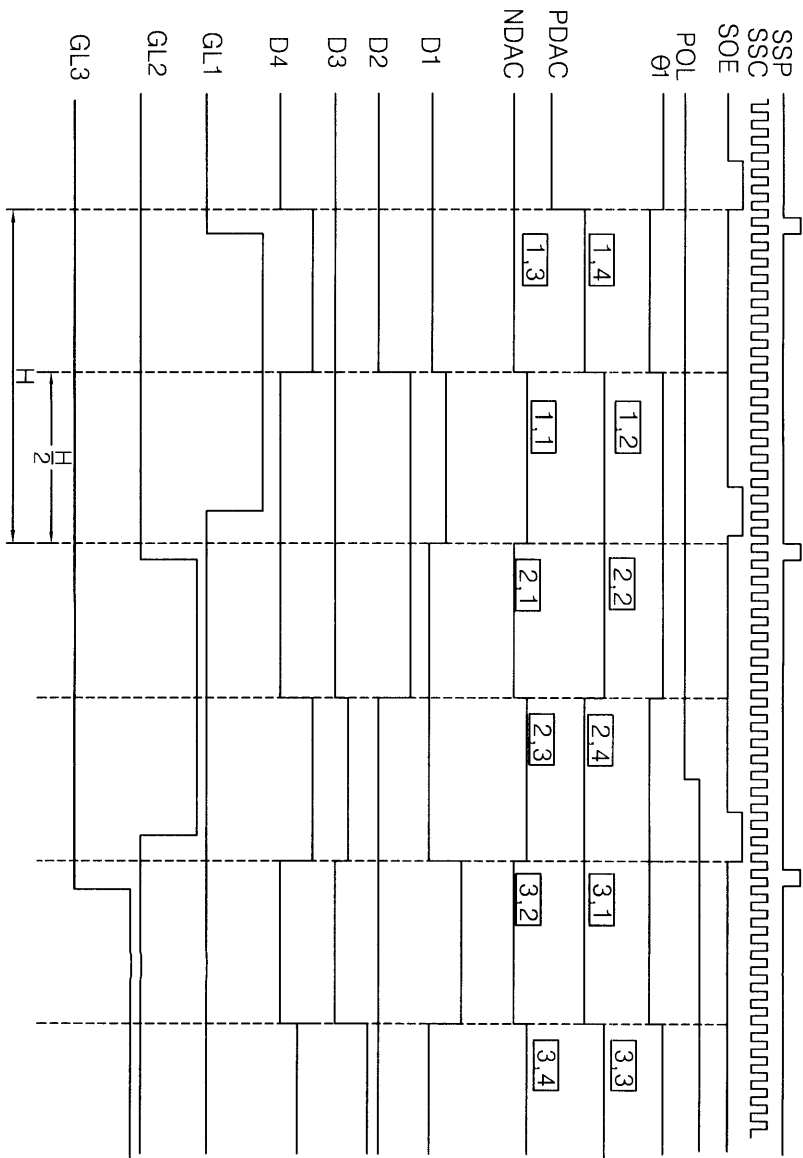 SSP
SSC
SOE
POL
θ1
PDAC
1,4
1,2
2,2
2,4
3,1
3,3
NDAC
1,3
1,1
2,1
2,3
3,2
3,4
D1
D2
D3
D4
GL1
GL2
GL3
H/2
H